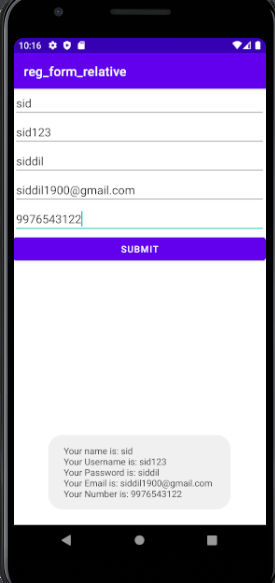 10:16
reg_form_relative
sid
sid123
siddil
siddil1900@gmail.com
9976543122
SUBMIT
Your name is: sid
Your Username is: sid123
Your Password is: siddil
Your Email is: siddil1900@gmail.com
Your Number is: 9976543122